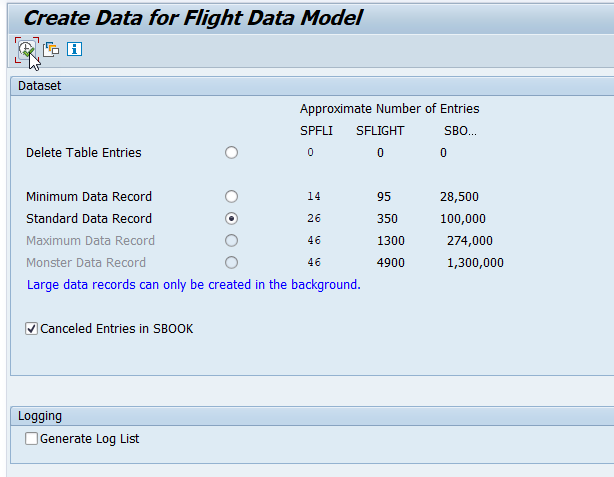 Create Data for Flight Data Model
Dataset
Approximate Number of Entries
SPFLI SFLIGHT SBO...
Delete Table Entries 0 0 0
Minimum Data Record 14 95 28,500
Standard Data Record 26 350 100,000
Maximum Data Record 46 1300 274,000
Monster Data Record 46 4900 1,300,000
Large data records can only be created in the background.
Canceled Entries in SBOOK
Logging
Generate Log List